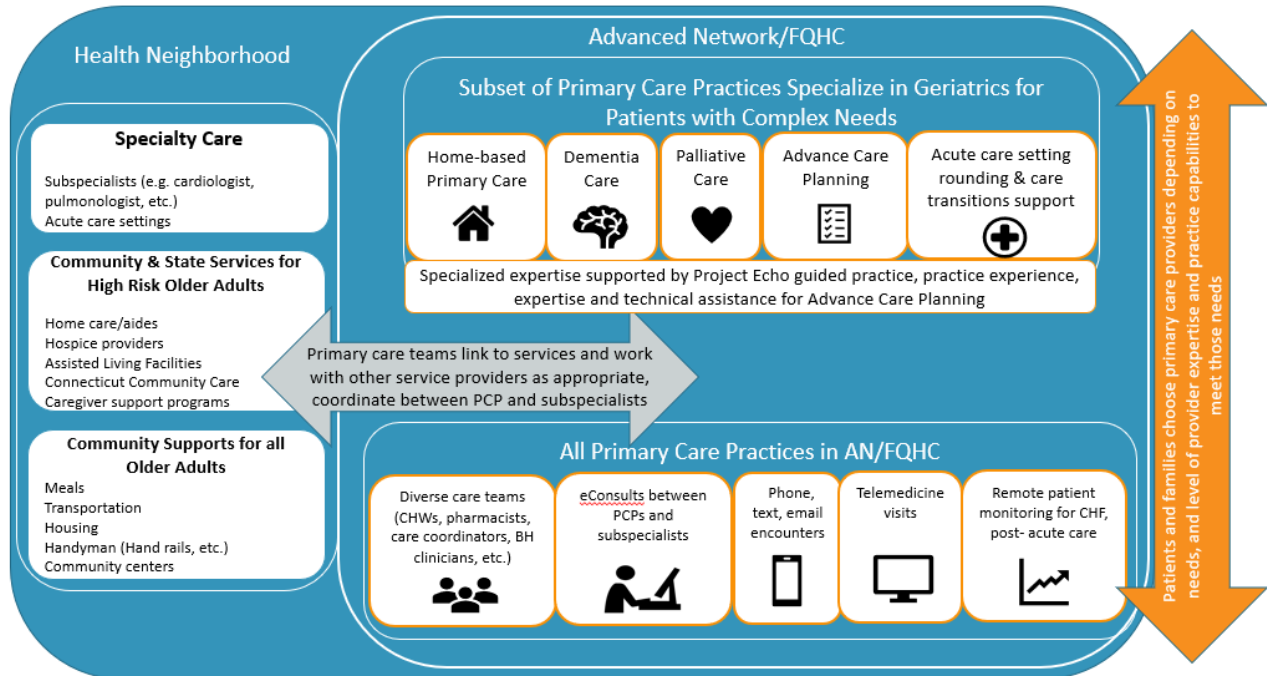 Health Neighborhood
Specialty Care
Subspecialists (e.g. cardiologist,
pulmonologist, etc.)
Acute care settings
Community & State Services for
High Risk Older Adults
Home care/aides
Hospice providers
Assisted Living Facilities
Connecticut Community Care
Caregiver support programs
Community Supports for all
Older Adults
Meals
Transportation
Housing
Handyman (Hand rails, etc.)
Community centers
Primary care teams link to services and work
with other service providers as appropriate,
coordinate between PCP and subspecialists
Advanced Network/FQHC
Subset of Primary Care Practices Specialize in Geriatrics for
Patients with Complex Needs
Home-based
Primary Care
Dementia
Care
Palliative
Care
Advance Care
Planning
Acute care setting
rounding & care
transitions support
Specialized expertise supported by Project Echo guided practice, practice experience,
expertise and technical assistance for Advance Care Planning
All Primary Care Practices in AN/FQHC
Diverse care teams
(CHWs, pharmacists,
care coordinators, BH
clinicians, etc.)
eConsults between
PCPs and
subspecialists
Phone,
text, email
encounters
Telemedicine
visits
Remote patient
monitoring for CHF,
post- acute care
Patients and families choose primary care providers depending on
needs, and level of provider expertise and practice capabilities to
meet those needs